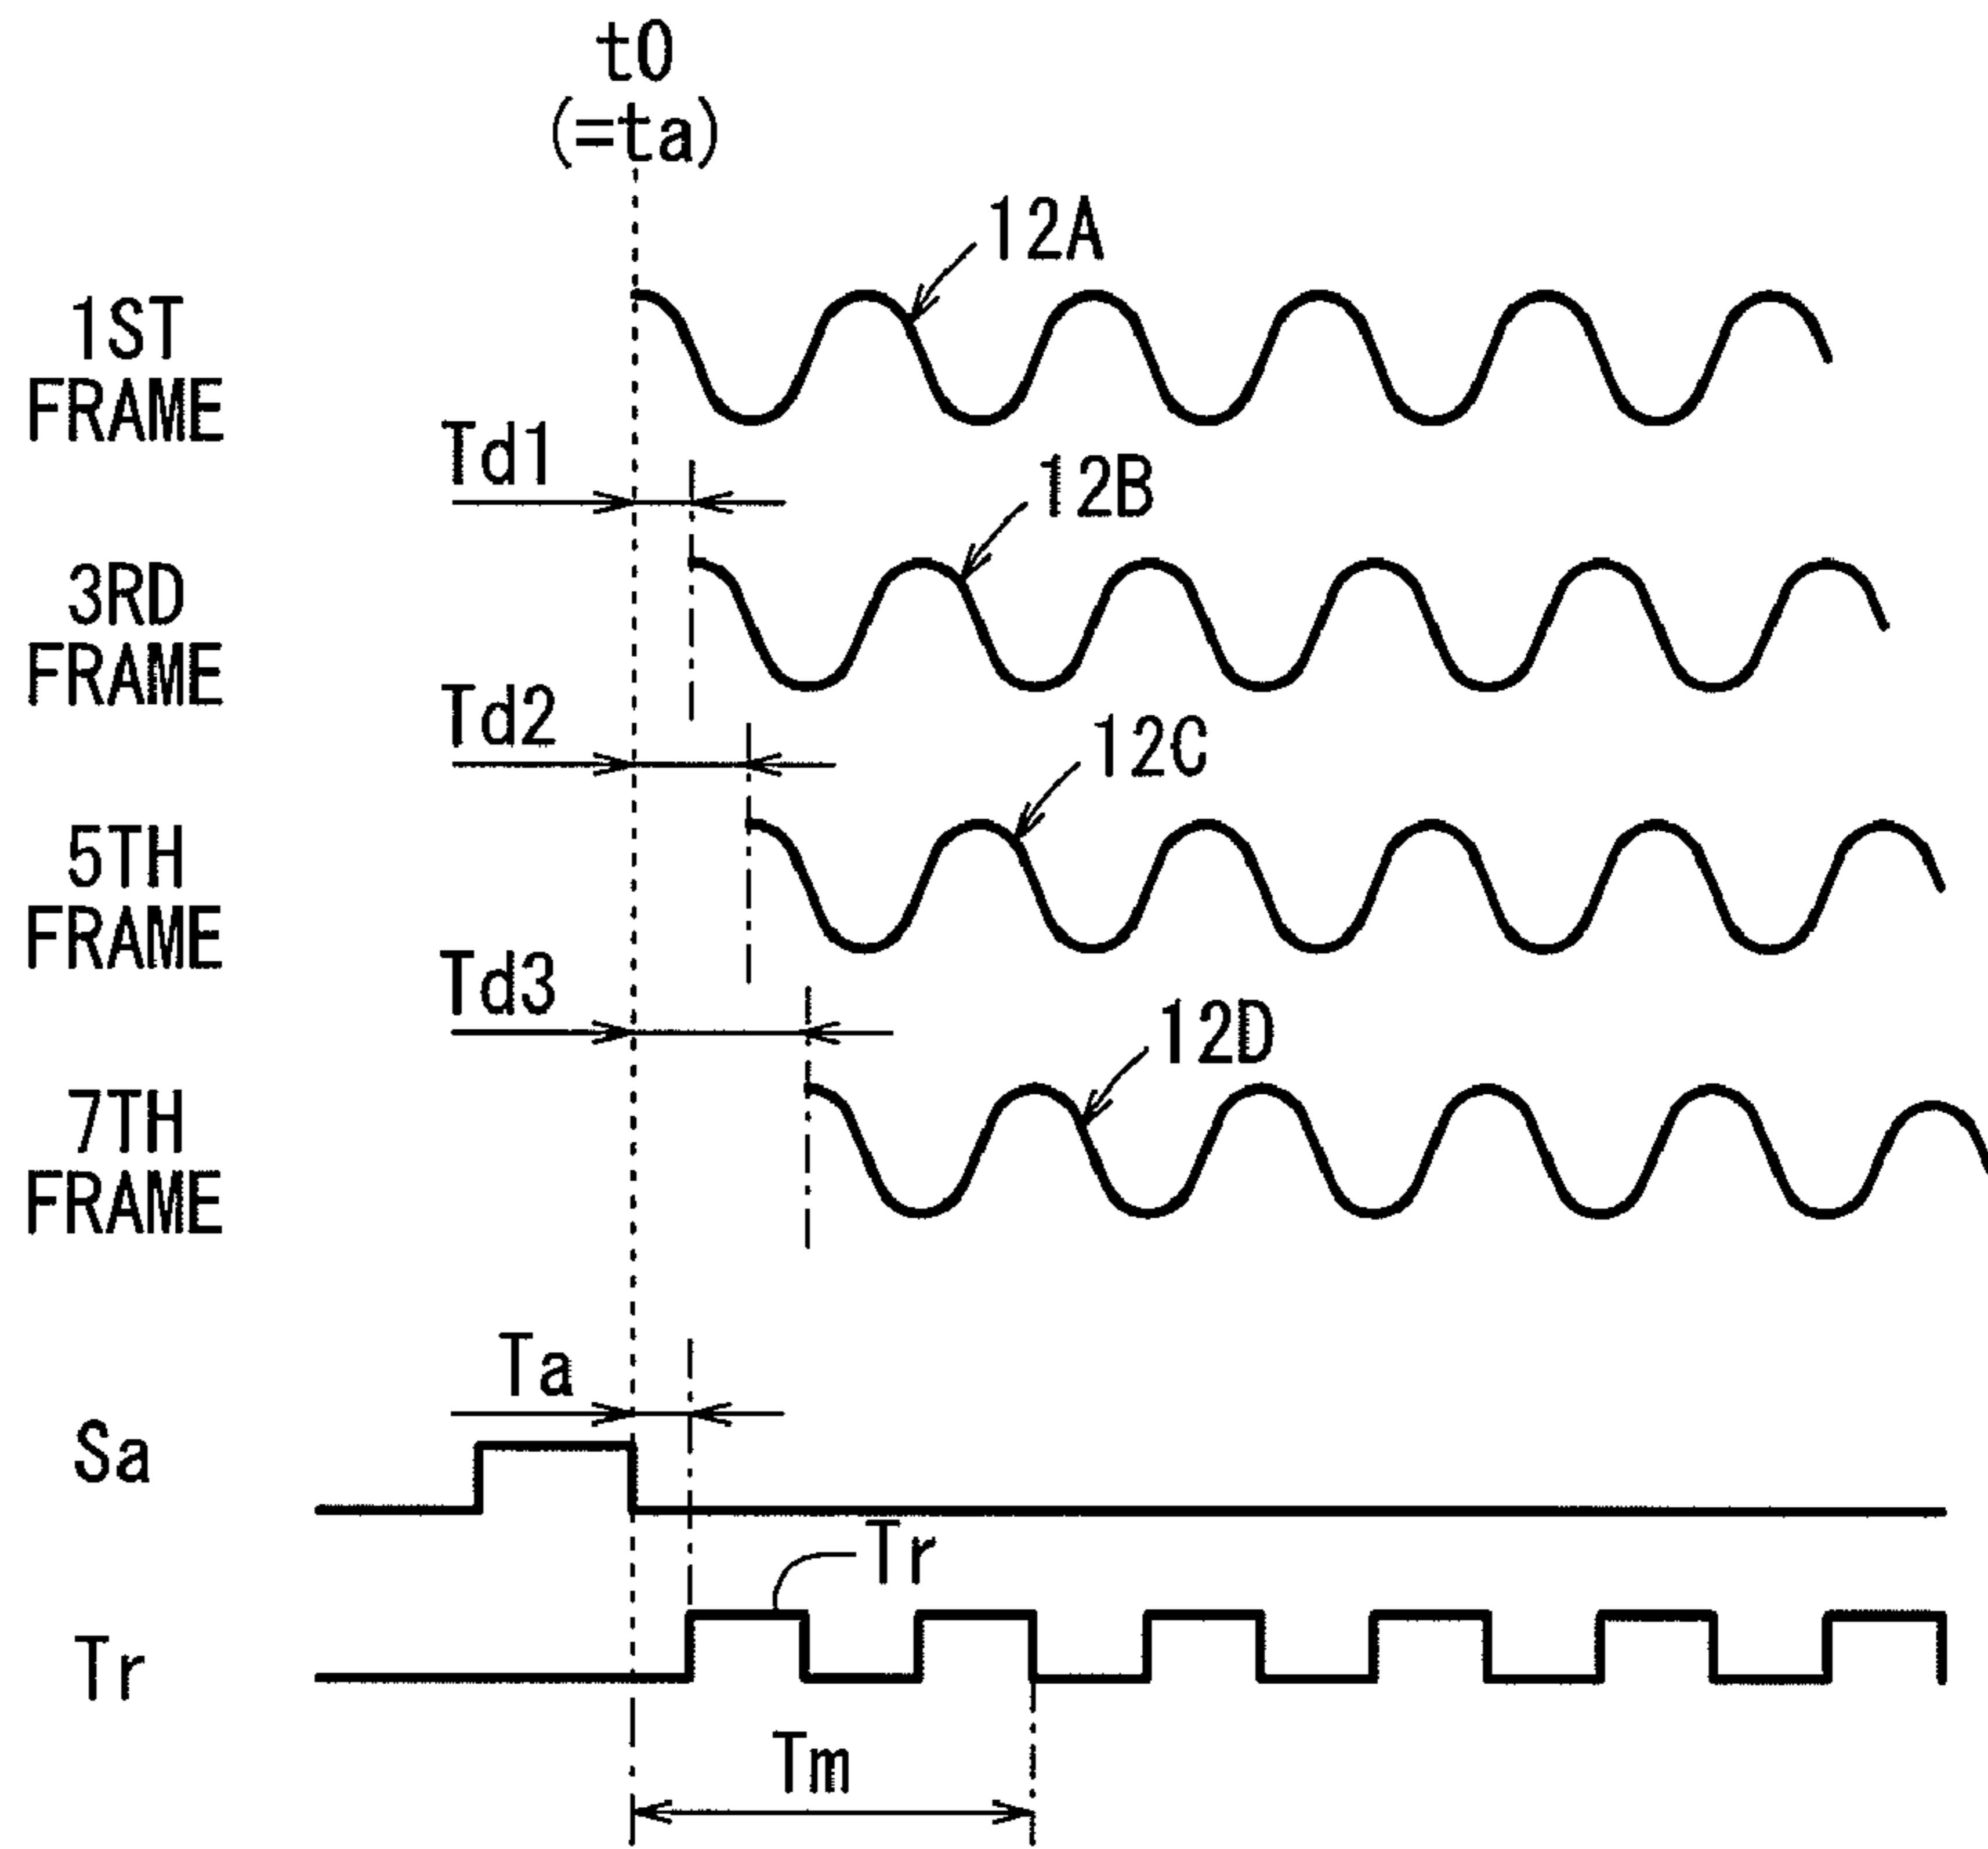 t0
(=ta)
12A
1ST
FRAME
Td1
12B
3RD
FRAME
Td2
12C
5TH
FRAME
Td3
12D
7TH
FRAME
Ta
Sa
Tr
Tr
Tm